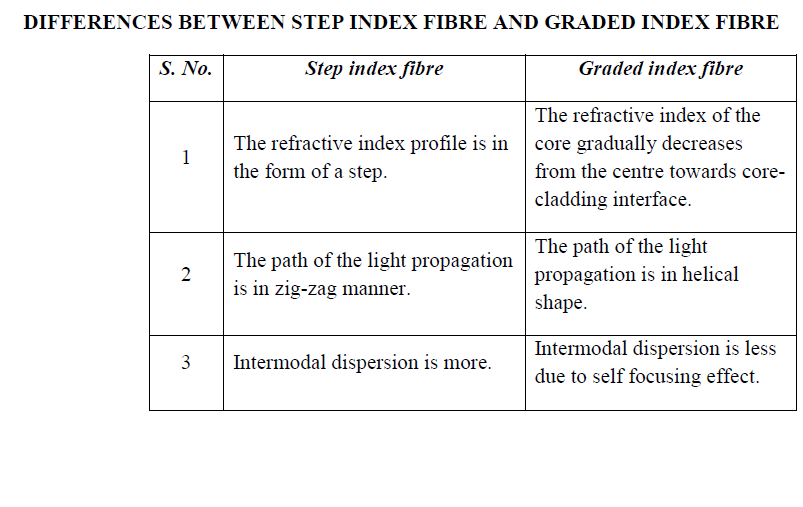 DIFFERENCES BETWEEN STEP INDEX FIBRE AND GRADED INDEX FIBRE
S. No. Step index fibre Graded index fibre
1
The refractive index profile is in
the form of a step.
The refractive index of the
core gradually decreases
from the centre towards core-
cladding interface.
2
The path of the light propagation
is in zig-zag manner.
The path of the light
propagation is in helical
shape.
3
Intermodal dispersion is more.
Intermodal dispersion is less
due to self focusing effect.